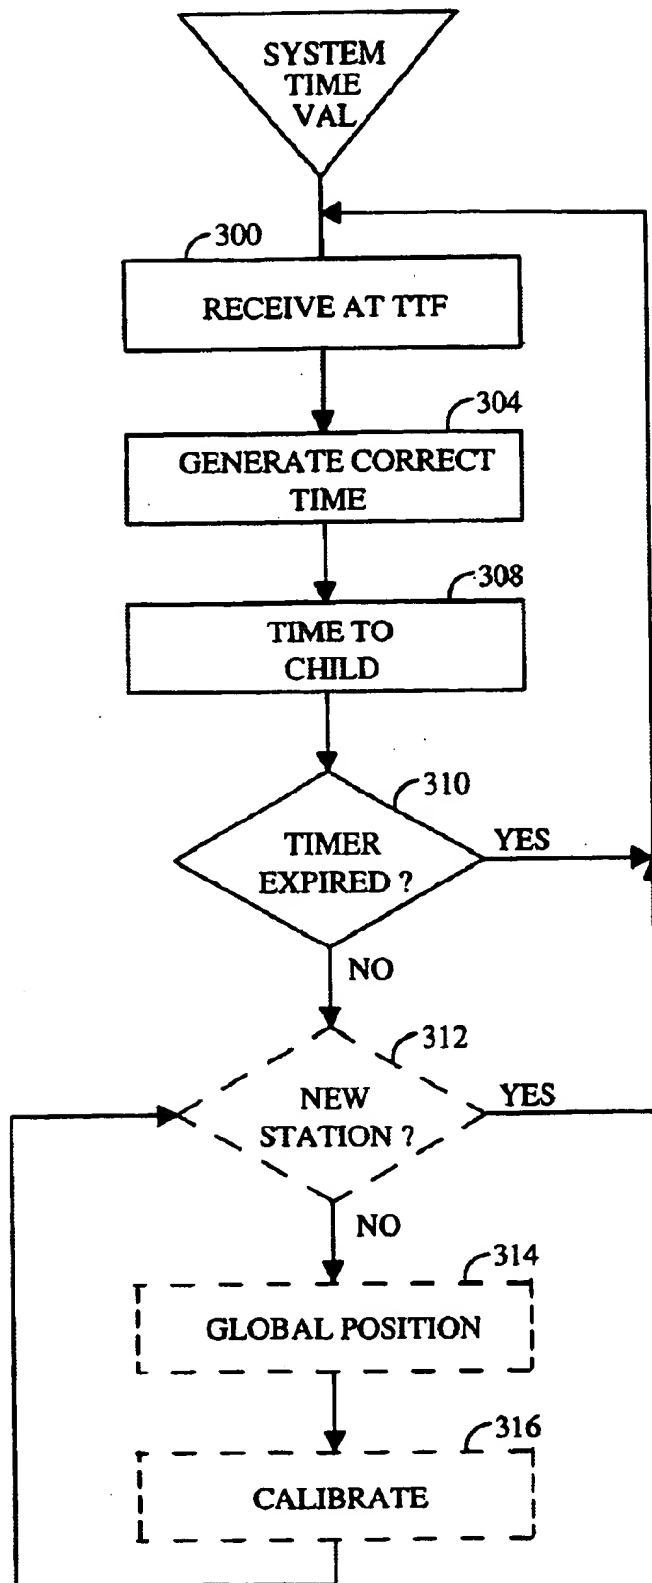 SYSTEM
TIME
VAL
300
RECEIVE AT TTF
304
GENERATE CORRECT
TIME
308
TIME TO
CHILD
310
TIMER
EXPIRED ?
YES
NO
312
NEW
STATION ?
YES
NO
314
GLOBAL POSITION
316
CALIBRATE